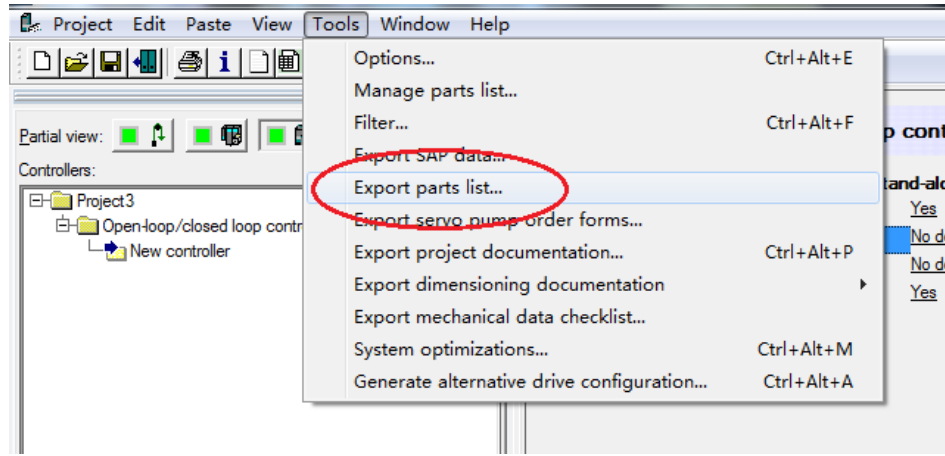 Project Edit Paste View Tools Window Help
Options... Ctrl+Alt+E
Manage parts list...
Filter... Ctrl+Alt+F
Export SAP data...
Export parts list...
Export servo pump order forms...
Export project documentation... Ctrl+Alt+P
Export dimensioning documentation
Export mechanical data checklist...
System optimizations... Ctrl+Alt+M
Generate alternative drive configuration... Ctrl+Alt+A
Partial view:
Controllers:
Project3
Open-loop/closed loop contr
New controller
p cont
tand-alo
Yes
No d
No d
Yes